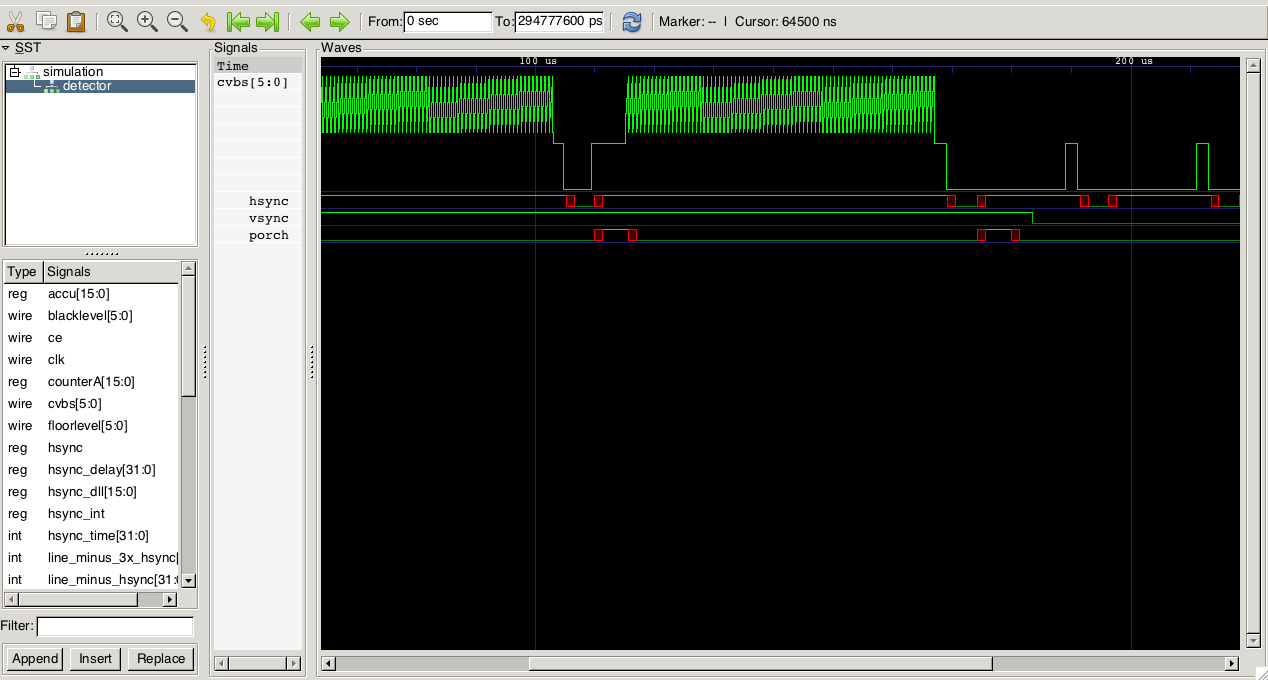 From: 0 sec To: 294777600 ps Marker: -- | Cursor: 64500 ns
SST
simulation
detector
Type Signals
reg accu[15:0]
wire blacklevel[5:0]
wire ce
wire clk
reg counterA[15:0]
wire cvbs[5:0]
wire floorlevel[5:0]
reg hsync
reg hsync_delay[31:0]
reg hsync_dll[15:0]
reg hsync_int
int hsync_time[31:0]
int line_minus_3x_hsync[
int line_minus_hsync[31:
Filter:
Append Insert Replace
Signals
Time
cvbs[5:0]
hsync
vsync
porch
Waves
100 us 200 us